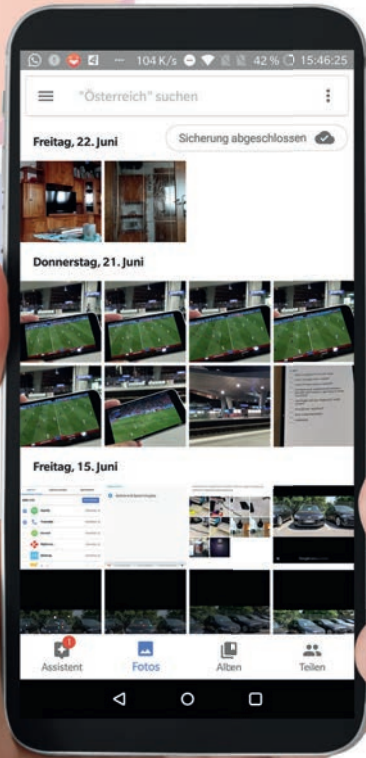 104 K/s 42 % 15:46:25
"Österreich" suchen
Freitag, 22. Juni
Sicherung abgeschlossen
Donnerstag, 21. Juni
Freitag, 15. Juni
1
Assistent Fotos Alben Teilen